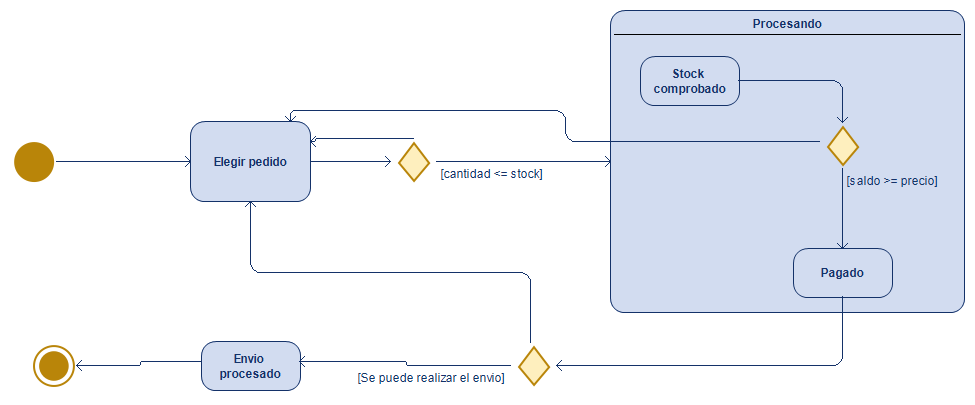 Procesando
Stock
comprobado
Elegir pedido
[cantidad <= stock]
[saldo >= precio]
Pagado
Envio
procesado
[Se puede realizar el envio]